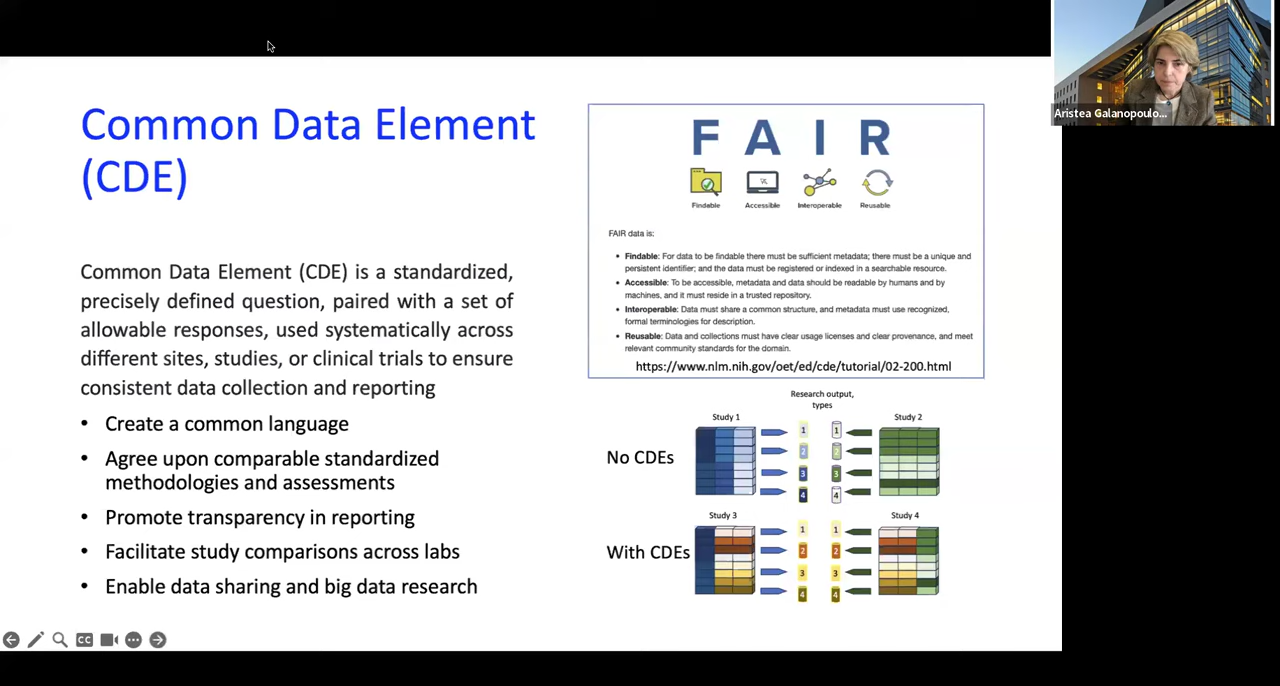 Aristea Galanopoulo...
Common Data Element
(CDE)
Common Data Element (CDE) is a standardized,
precisely defined question, paired with a set of
allowable responses, used systematically across
different sites, studies, or clinical trials to ensure
consistent data collection and reporting
• Create a common language
• Agree upon comparable standardized
methodologies and assessments
• Promote transparency in reporting
• Facilitate study comparisons across labs
• Enable data sharing and big data research
F A I R
Findable Accessible Interoperable Reusable
FAIR data is:
• Findable: For data to be findable there must be sufficient metadata; there must be a unique and
persistent identifier; and the data must be registered or indexed in a searchable resource.
• Accessible: To be accessible, metadata and data should be readable by humans and by
machines, and it must reside in a trusted repository.
• Interoperable: Data must share a common structure, and metadata must use recognized,
formal terminologies for description.
• Reusable: Data and collections must have clear usage licenses and clear provenance, and meet
relevant community standards for the domain.
https://www.nlm.nih.gov/oet/ed/cde/tutorial/02-200.html
Research output,
types
Study 1 Study 2
No CDEs
1 1
2 2
3 3
4 4
Study 3 Study 4
With CDEs
1 1
2 2
3 3
4 4
CC